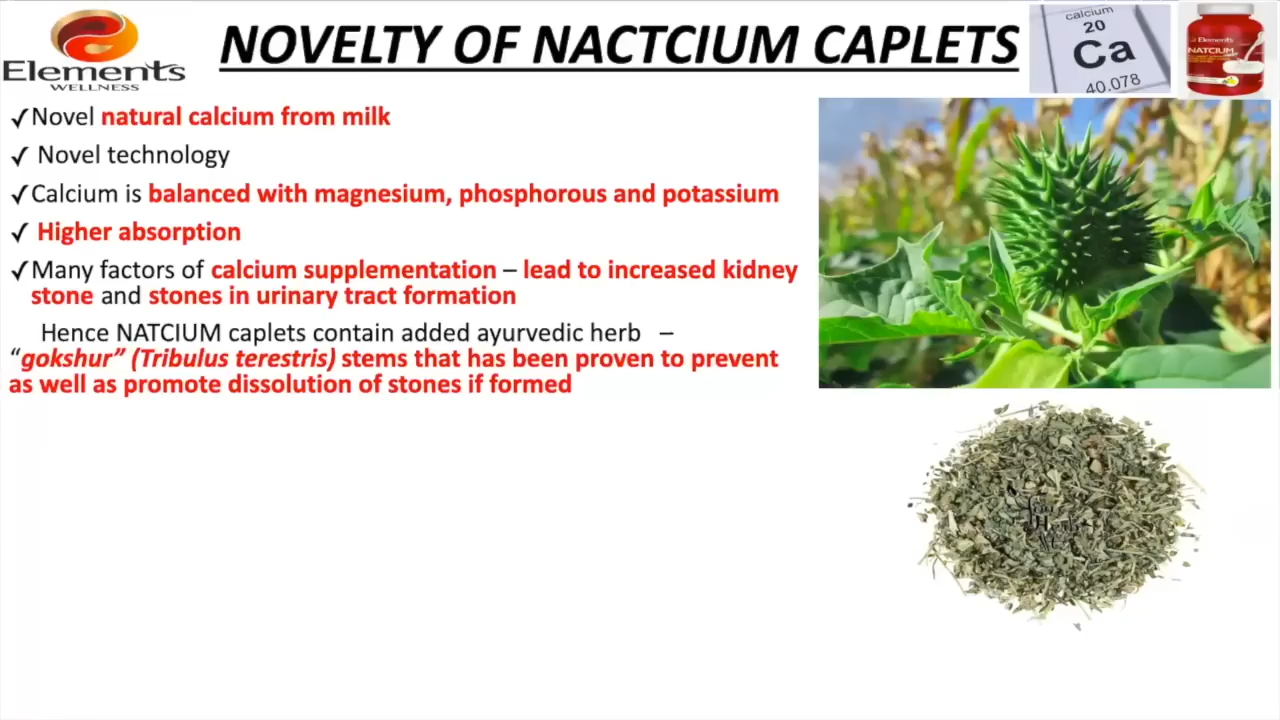 Elements
WELLNESS
NOVELTY OF NACTCIUM CAPLETS
calcium
20
Ca
40.078
Elements
NATCIUM
✓Novel natural calcium from milk
✓ Novel technology
✓Calcium is balanced with magnesium, phosphorous and potassium
✓ Higher absorption
✓Many factors of calcium supplementation – lead to increased kidney
stone and stones in urinary tract formation
Hence NATCIUM caplets contain added ayurvedic herb –
“gokshur” (Tribulus terestris) stems that has been proven to prevent
as well as promote dissolution of stones if formed